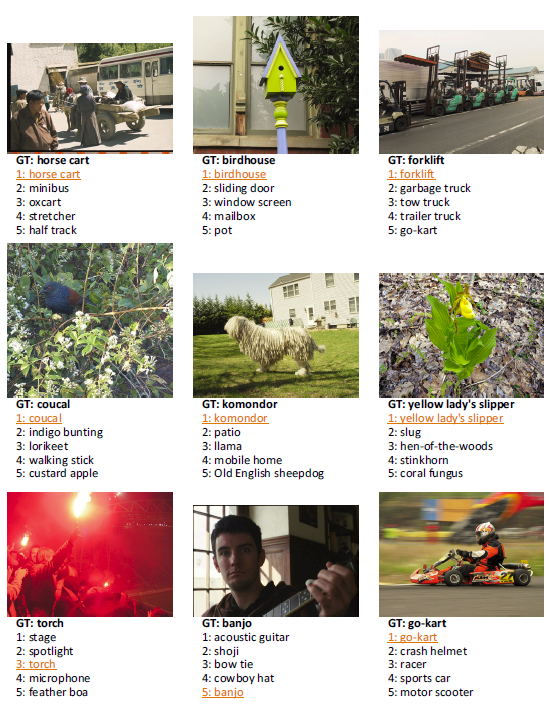 GT: horse cart
1: horse cart
2: minibus
3: oxcart
4: stretcher
5: half track
GT: birdhouse
1: birdhouse
2: sliding door
3: window screen
4: mailbox
5: pot
GT: forklift
1: forklift
2: garbage truck
3: tow truck
4: trailer truck
5: go-kart
GT: coucal
1: coucal
2: indigo bunting
3: lorikeet
4: walking stick
5: custard apple
GT: komondor
1: komondor
2: patio
3: llama
4: mobile home
5: Old English sheepdog
GT: yellow lady's slipper
1: yellow lady's slipper
2: slug
3: hen-of-the-woods
4: stinkhorn
5: coral fungus
GT: torch
1: stage
2: spotlight
3: torch
4: microphone
5: feather boa
GT: banjo
1: acoustic guitar
2: shoji
3: bow tie
4: cowboy hat
5: banjo
GT: go-kart
1: go-kart
2: crash helmet
3: racer
4: sports car
5: motor scooter